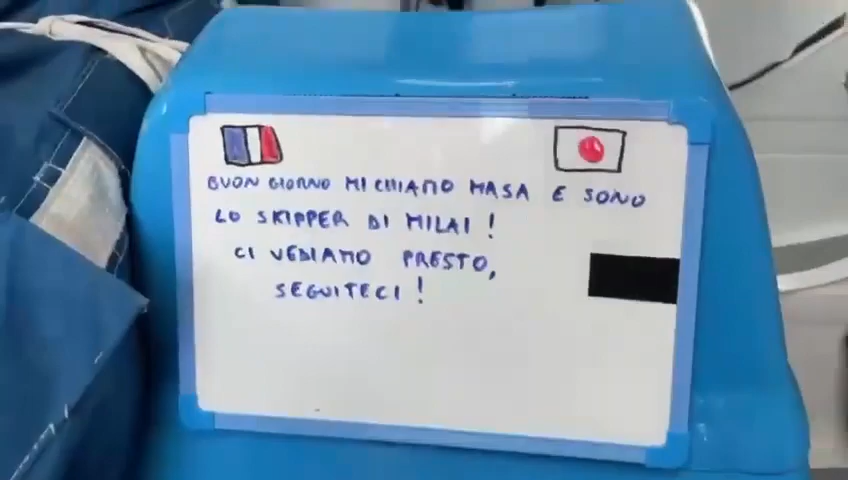 BUON GIORNO MI CHIAMO MASA E SONO
LO SKIPPER DI MILAI!
CI VEDIAMO PRESTO,
SEGUITECI!